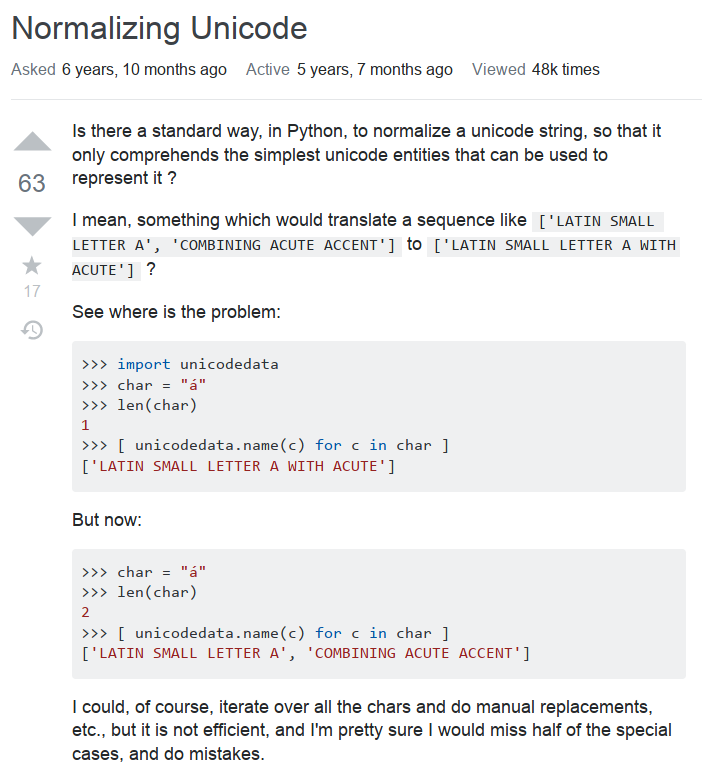 Normalizing Unicode
Asked 6 years, 10 months ago Active 5 years, 7 months ago Viewed 48k times
Is there a standard way, in Python, to normalize a unicode string, so that it
only comprehends the simplest unicode entities that can be used to
represent it ?
63
I mean, something which would translate a sequence like ['LATIN SMALL
LETTER A', 'COMBINING ACUTE ACCENT'] to ['LATIN SMALL LETTER A WITH
ACUTE'] ?
17
See where is the problem:
>>> import unicodedata
>>> char = "á"
>>> len(char)
1
>>> [ unicodedata.name(c) for c in char ]
['LATIN SMALL LETTER A WITH ACUTE']
But now:
>>> char = "á"
>>> len(char)
2
>>> [ unicodedata.name(c) for c in char ]
['LATIN SMALL LETTER A', 'COMBINING ACUTE ACCENT']
I could, of course, iterate over all the chars and do manual replacements,
etc., but it is not efficient, and I'm pretty sure I would miss half of the special
cases, and do mistakes.